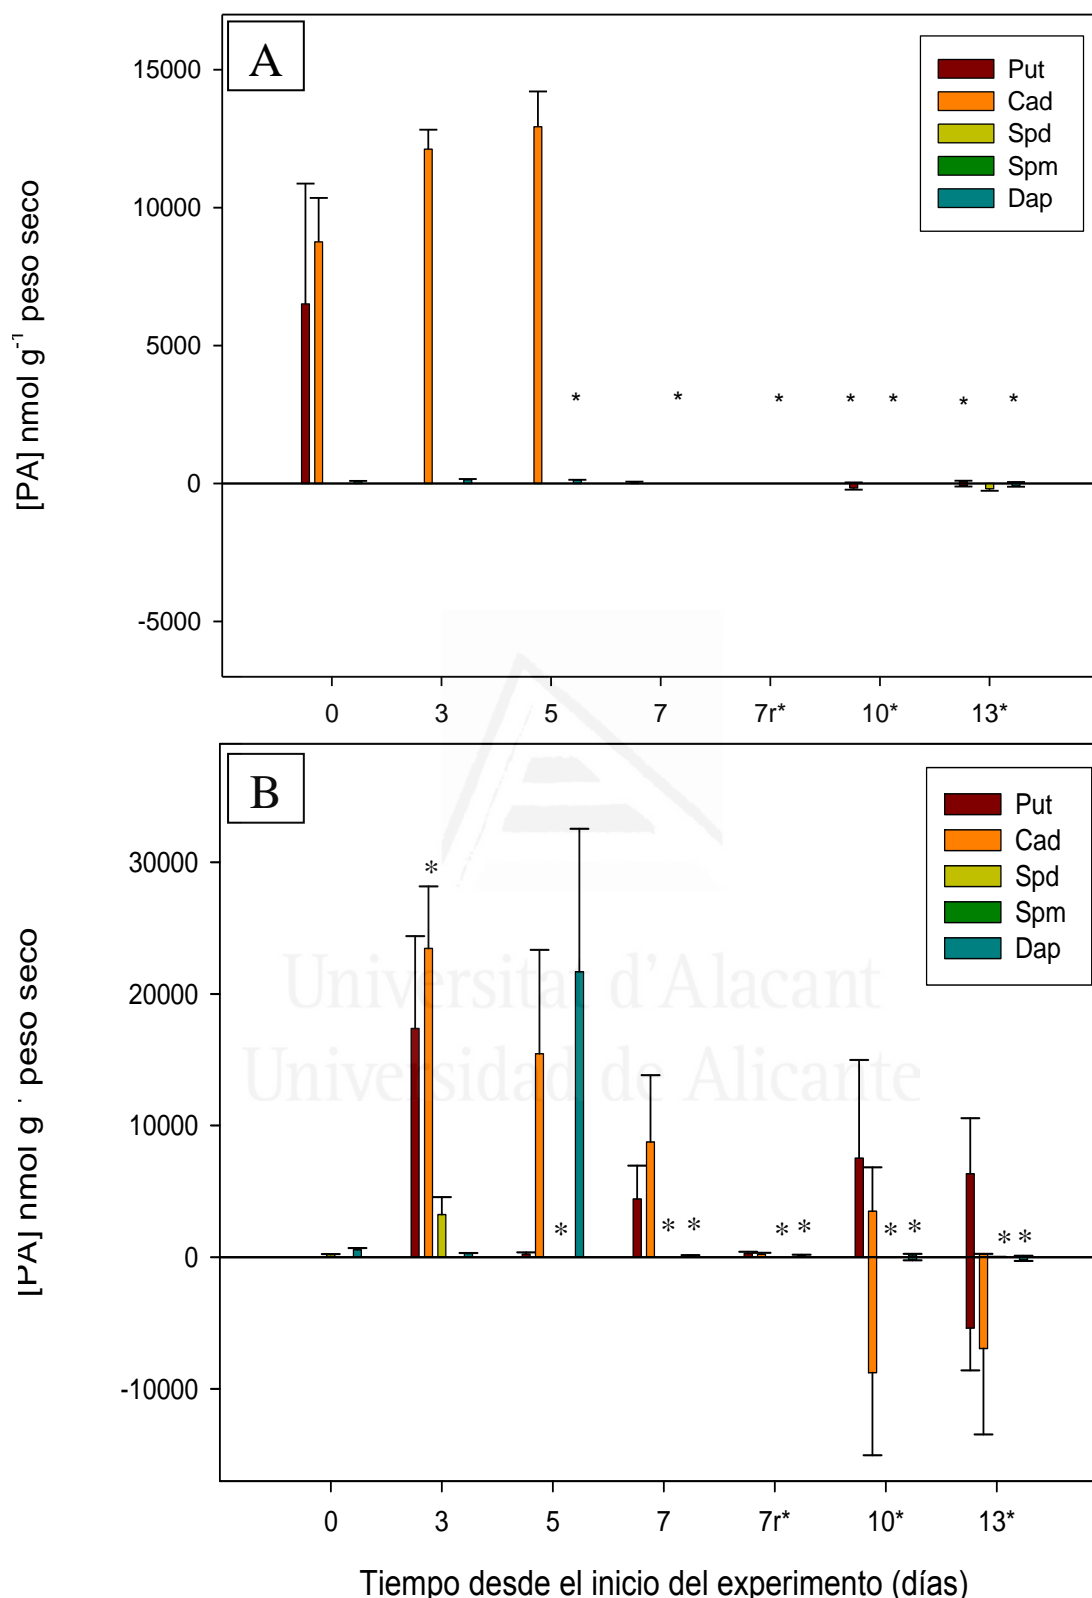 A
Put
Cad
Spd
Spm
Dap
15000
10000
5000
0
-5000
[PA] nmol g-1 peso seco
* * * * * * *
0 3 5 7 7r* 10* 13*
B
Put
Cad
Spd
Spm
Dap
30000
20000
10000
0
-10000
[PA] nmol g-1 peso seco
*
* * * * * * * * *
0 3 5 7 7r* 10* 13*
Tiempo desde el inicio del experimento (días)
Universitat d'Alacant
Universidad de Alicante